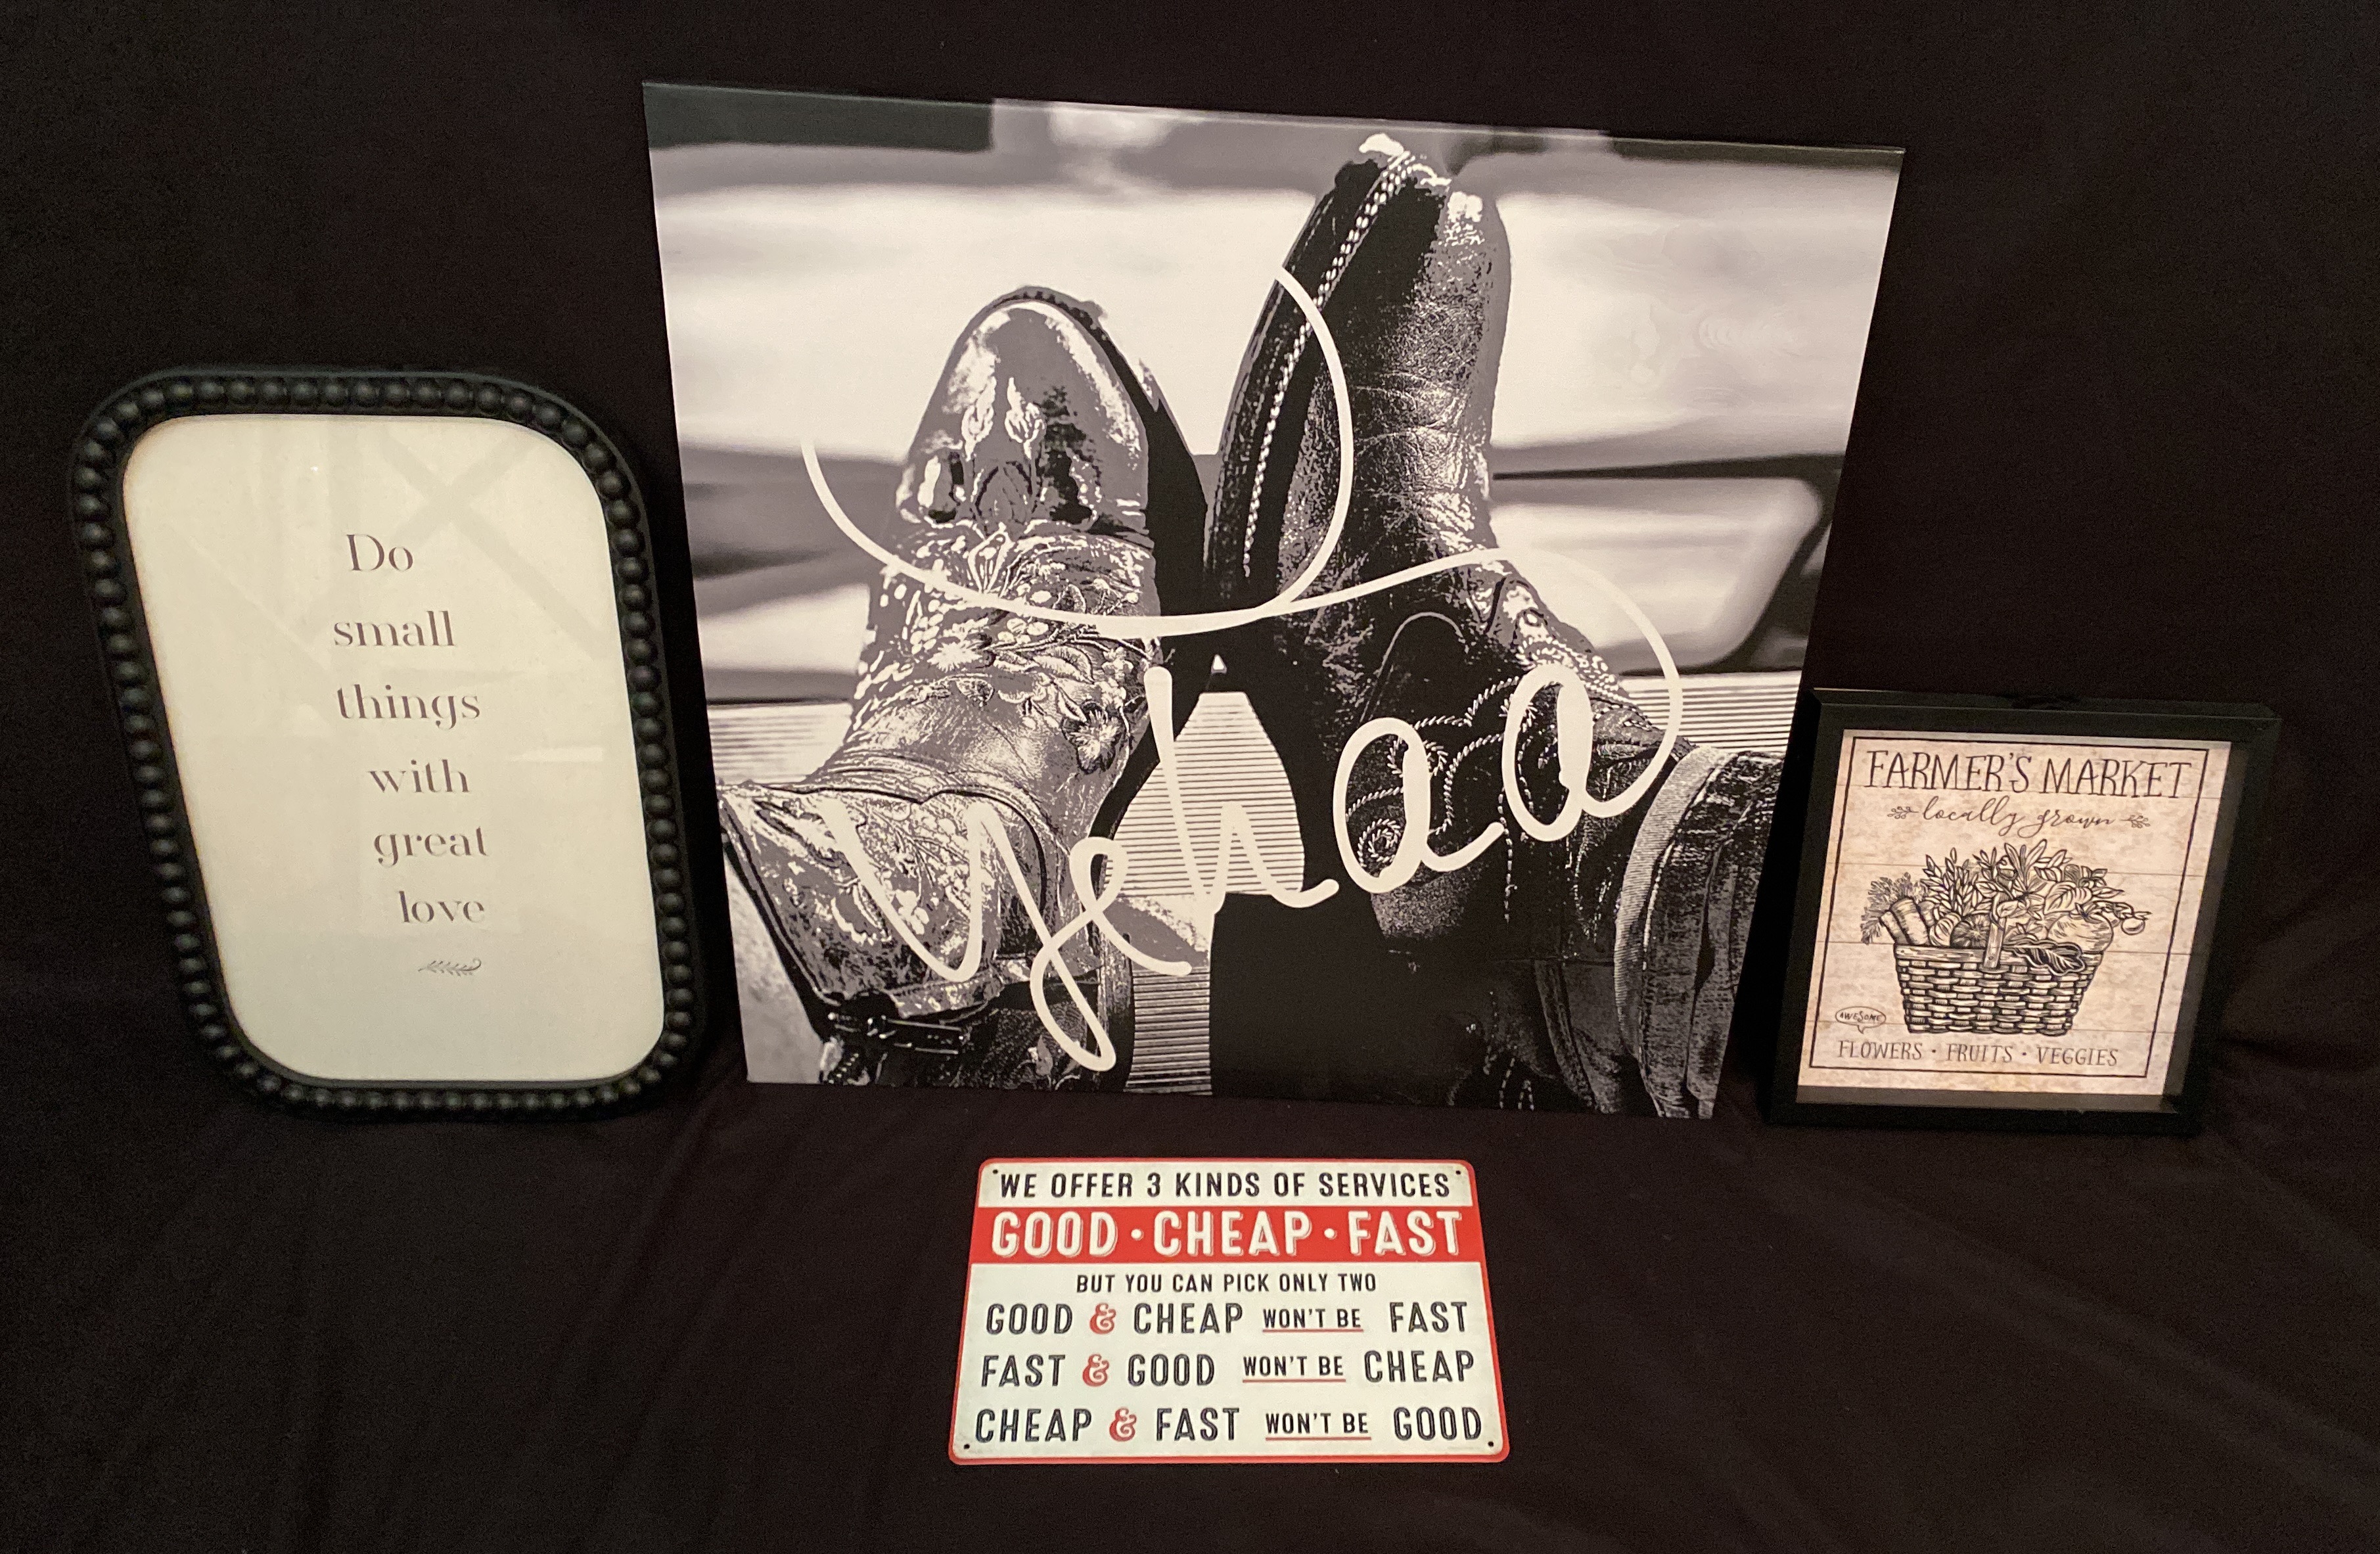 Do
small
things
with
great
love
yehaa
FARMER'S MARKET
locally grown
AWESOME
FLOWERS · FRUITS · VEGGIES
WE OFFER 3 KINDS OF SERVICES
GOOD · CHEAP · FAST
BUT YOU CAN PICK ONLY TWO
GOOD & CHEAP WON'T BE FAST
FAST & GOOD WON'T BE CHEAP
CHEAP & FAST WON'T BE GOOD